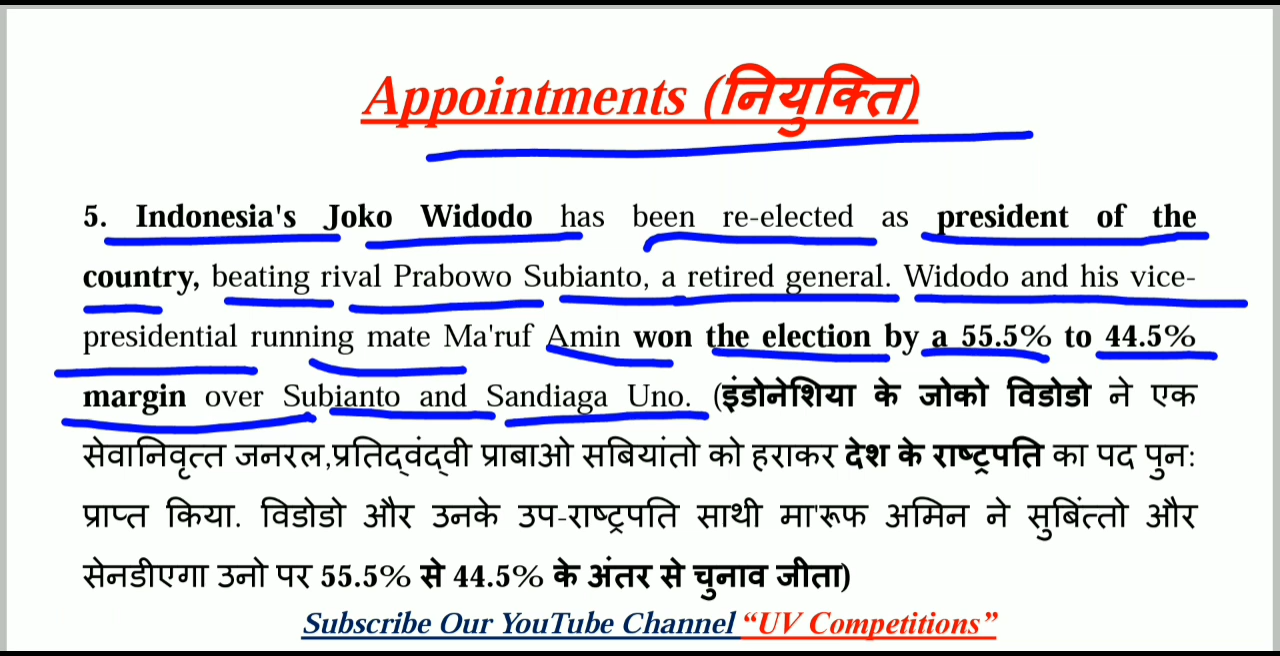 Appointments (नियुक्ति)
5. Indonesia's Joko Widodo has been re-elected as president of the
country, beating rival Prabowo Subianto, a retired general. Widodo and his vice-
presidential running mate Ma'ruf Amin won the election by a 55.5% to 44.5%
margin over Subianto and Sandiaga Uno. (इंडोनेशिया के जोको विडोडो ने एक
सेवानिवृत्त जनरल,प्रतिद्वंद्वी प्राबाओ सबियांतो को हराकर देश के राष्ट्रपति का पद पुन:
प्राप्त किया. विडोडो और उनके उप-राष्ट्रपति साथी मा'रूफ अमिन ने सुबिंत्तो और
सेनडीएगा उनो पर 55.5% से 44.5% के अंतर से चुनाव जीता)
Subscribe Our YouTube Channel “UV Competitions”